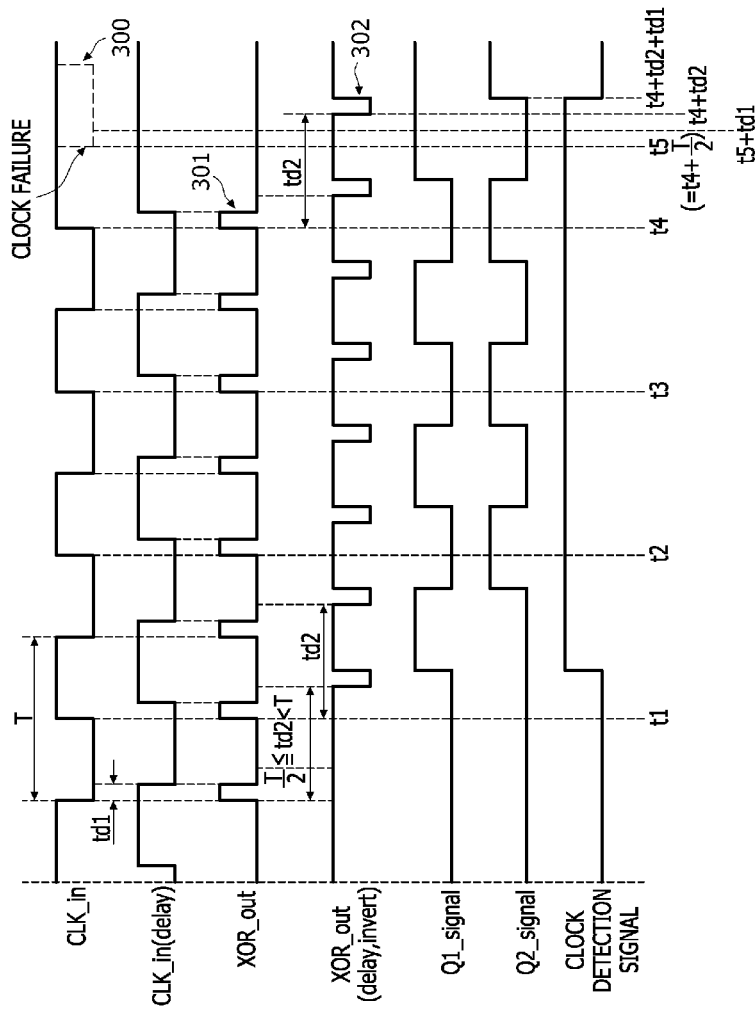 CLOCK FAILURE
300
CLK_in
T
td1
CLK_in(delay)
XOR_out
301
T/2≦td2<T
td2
td2
XOR_out
(delay,invert)
302
Q1_signal
Q2_signal
CLOCK
DETECTION
SIGNAL
t1
t2
t3
t4
t5
(=t4+T/2)
t4+td2
t4+td2+td1
t5+td1